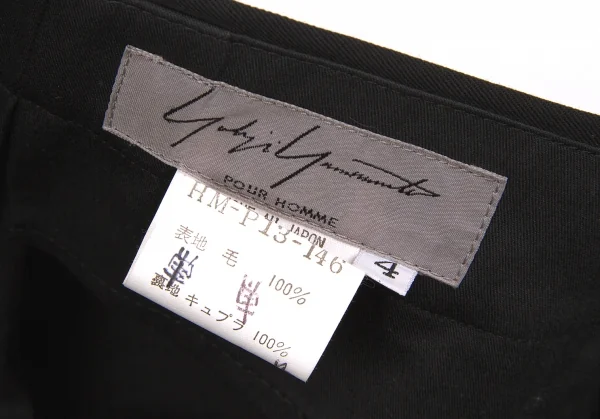 Yohji Yamamoto
POUR HOMME
JAPAN
HM-P13-146
4
表地 毛 100%
裏地 キュプラ 100%